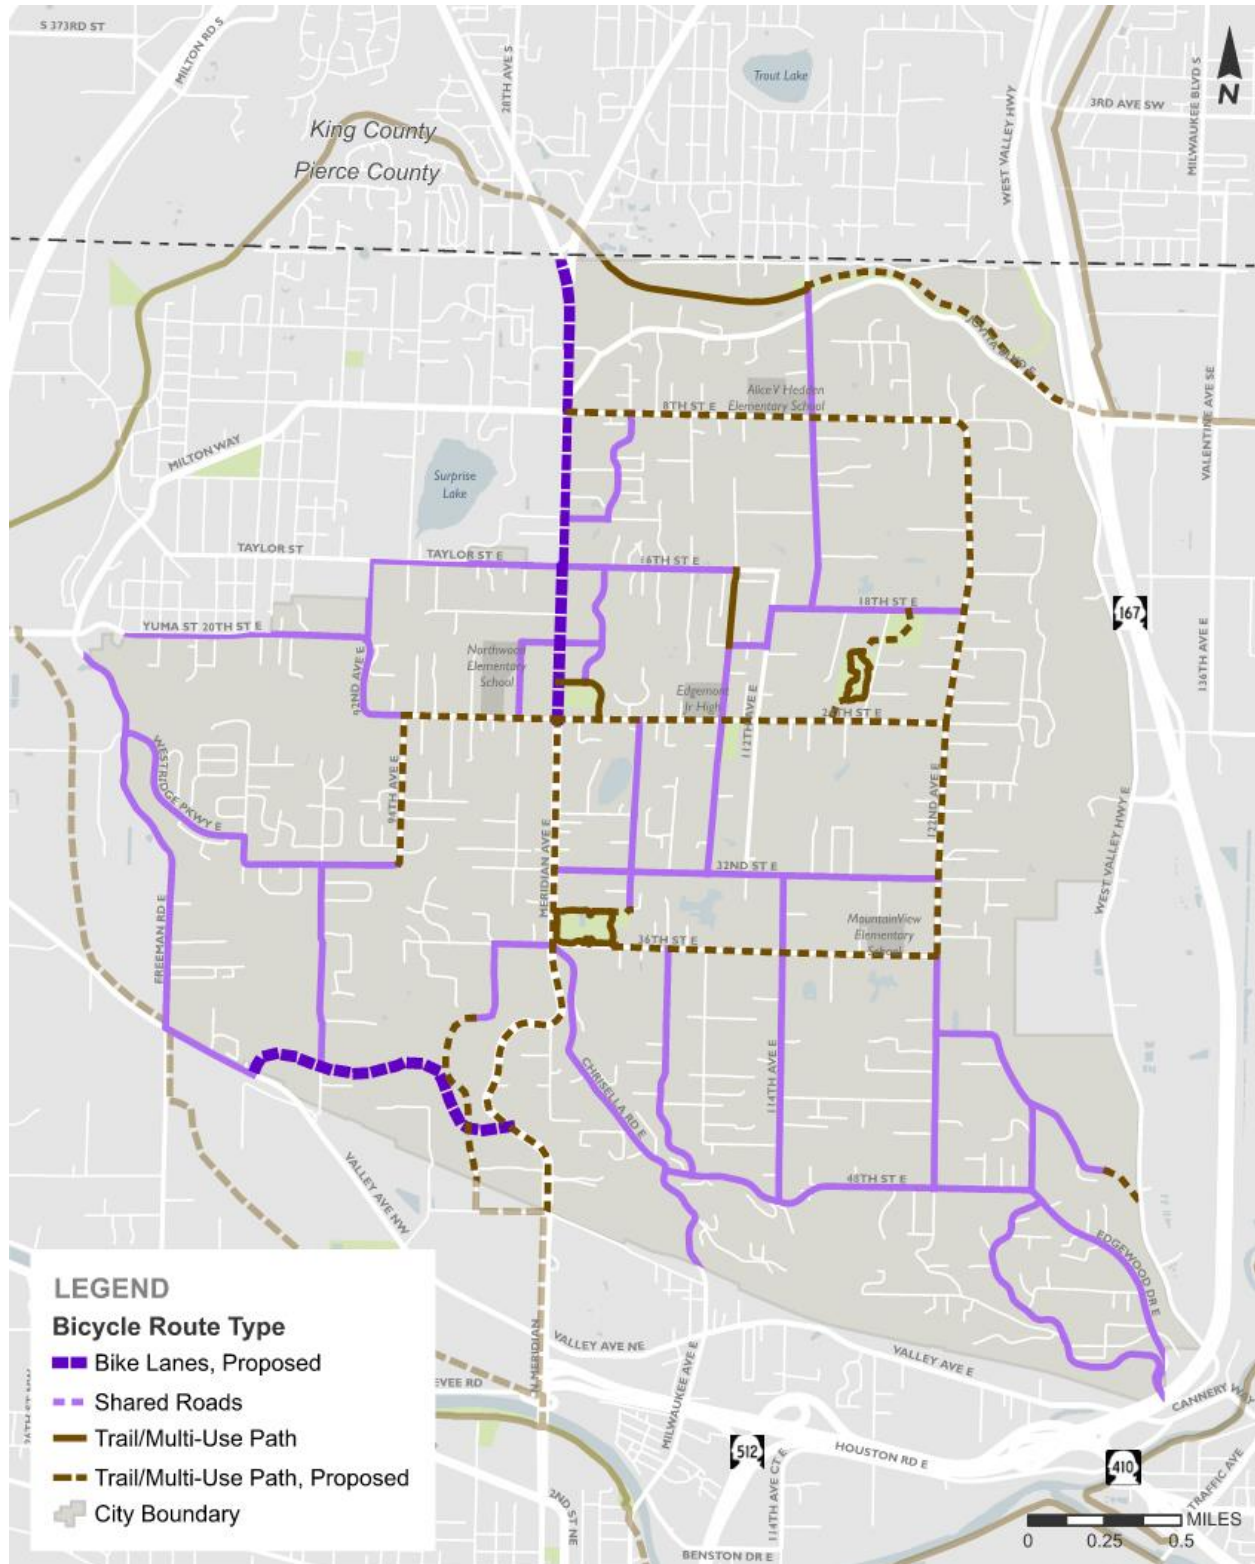 S 373RD ST
MILTON RD S
28TH AVE S
Trout Lake
WEST VALLEY HWY
3RD AVE SW
MILWAUKEE BLVD S
N
King County
Pierce County
JOVITA BLVD E
VALENTINE AVE SE
Alice V Hedden
Elementary School
8TH ST E
MILTON WAY
Surprise
Lake
TAYLOR ST
TAYLOR ST E
16TH ST E
18TH ST E
167
YUMA ST 20TH ST E
92ND AVE E
Northwood
Elementary
School
Edgemont
Jr High
112TH AVE E
136TH AVE E
24TH ST E
WESTRIDGE PKWY E
94TH AVE E
122ND AVE E
MERIDIAN AVE E
32ND ST E
WEST VALLEY HWY E
FREEMAN RD E
36TH ST E
MountainView
Elementary
School
CHRISELLA RD E
114TH AVE E
VALLEY AVE NW
48TH ST E
EDGEWOOD DR E
VALLEY AVE NE
VALLEY AVE E
N MERIDIAN
EVEE RD
MILWAUKEE AVE E
CANNERY WAY
512
HOUSTON RD E
410
114TH AVE CT E
TRAFFIC AVE
2ND ST NE
BENSTON DR E
LEGEND
Bicycle Route Type
Bike Lanes, Proposed
Shared Roads
Trail/Multi-Use Path
Trail/Multi-Use Path, Proposed
City Boundary
MILES
0 0.25 0.5